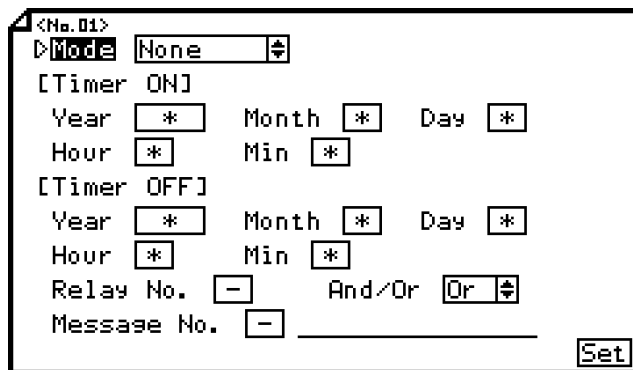 <No.01>
Mode None
[Timer ON]
Year * Month * Day *
Hour * Min *
[Timer OFF]
Year * Month * Day *
Hour * Min *
Relay No. - And/Or Or
Message No. -
Set